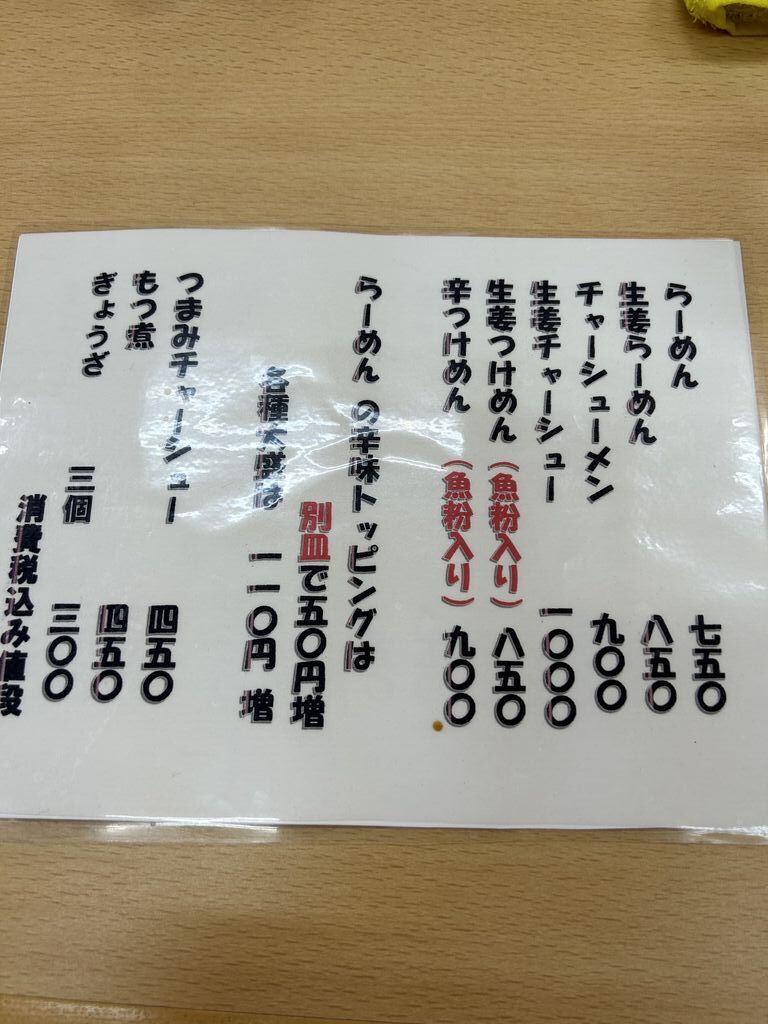 らーめん 七五〇
生姜らーめん 八五〇
チャーシューメン 九〇〇
生姜チャーシュー 一〇〇〇
生姜つけめん（魚粉入り） 八五〇
辛つけめん（魚粉入り） 九〇〇
らーめん の辛味トッピングは
別皿で五〇円増
各種大盛は 一一〇円 増
つまみチャーシュー 四五〇
もつ煮 四五〇
ぎょうざ 三個 三〇〇
消費税込み値段